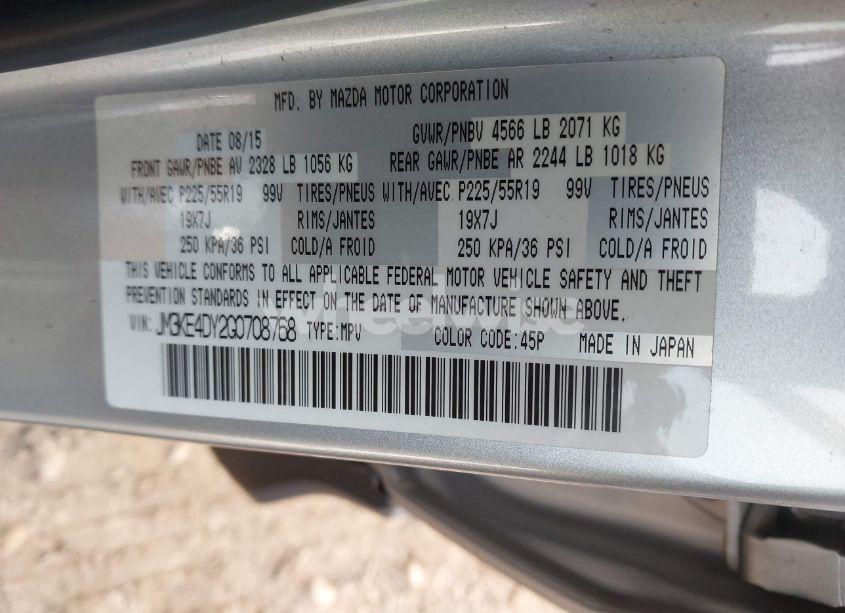 MFD. BY MAZDA MOTOR CORPORATION
DATE 08/15 GVWR/PNBV 4566 LB 2071 KG
FRONT GAWR/PNBE AV 2328 LB 1056 KG REAR GAWR/PNBE AR 2244 LB 1018 KG
WITH/AVEC P225/55R19 99V TIRES/PNEUS WITH/AVEC P225/55R19 99V TIRES/PNEUS
19X7J RIMS/JANTES 19X7J RIMS/JANTES
250 KPA/36 PSI COLD/A FROID 250 KPA/36 PSI COLD/A FROID
THIS VEHICLE CONFORMS TO ALL APPLICABLE FEDERAL MOTOR VEHICLE SAFETY AND THEFT
PREVENTION STANDARDS IN EFFECT ON THE DATE OF MANUFACTURE SHOWN ABOVE.
VIN: JM3KE4DY2G0708768 TYPE:MPV COLOR CODE:45P MADE IN JAPAN
wheelwise